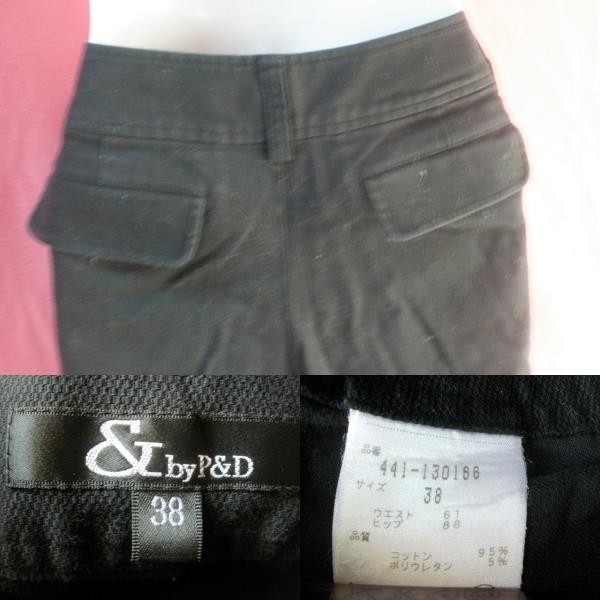 & by P&D
38
品番
441-130166
サイズ
38
ウエスト 61
ヒップ 88
品質
コットン 95%
ポリウレタン 5%